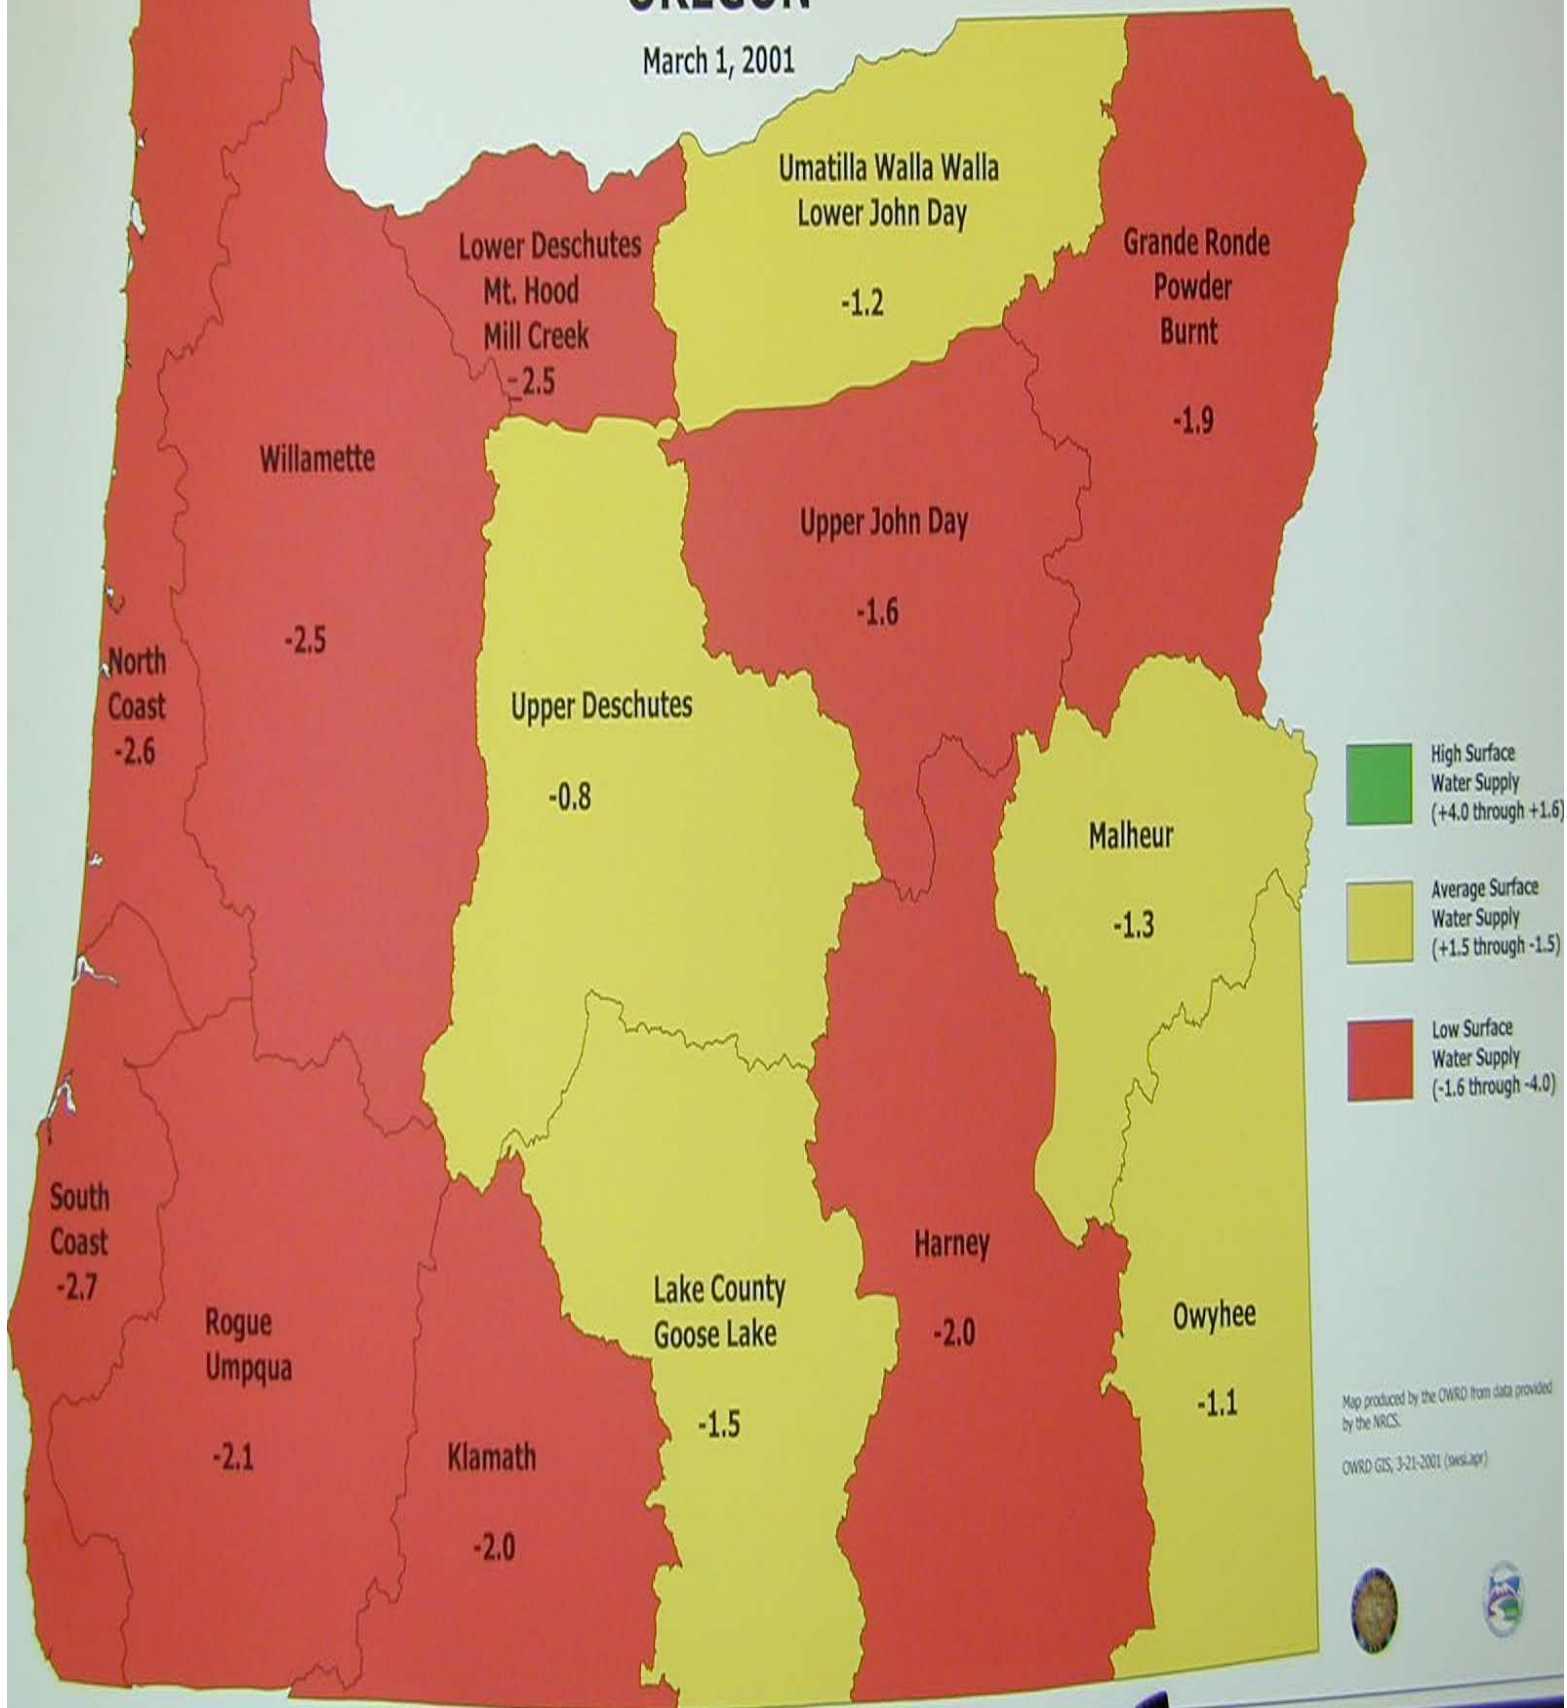 OREGON
March 1, 2001
Umatilla Walla Walla
Lower John Day
-1.2
Lower Deschutes
Mt. Hood
Mill Creek
-2.5
Grande Ronde
Powder
Burnt
-1.9
Willamette
-2.5
Upper John Day
-1.6
North
Coast
-2.6
Upper Deschutes
-0.8
Malheur
-1.3
High Surface
Water Supply
(+4.0 through +1.6)
Average Surface
Water Supply
(+1.5 through -1.5)
Low Surface
Water Supply
(-1.6 through -4.0)
South
Coast
-2.7
Rogue
Umpqua
-2.1
Klamath
-2.0
Lake County
Goose Lake
-1.5
Harney
-2.0
Owyhee
-1.1
Map produced by the OWRD from data provided
by the NRCS.
OWRD GIS, 3-21-2001 (swsi.apr)